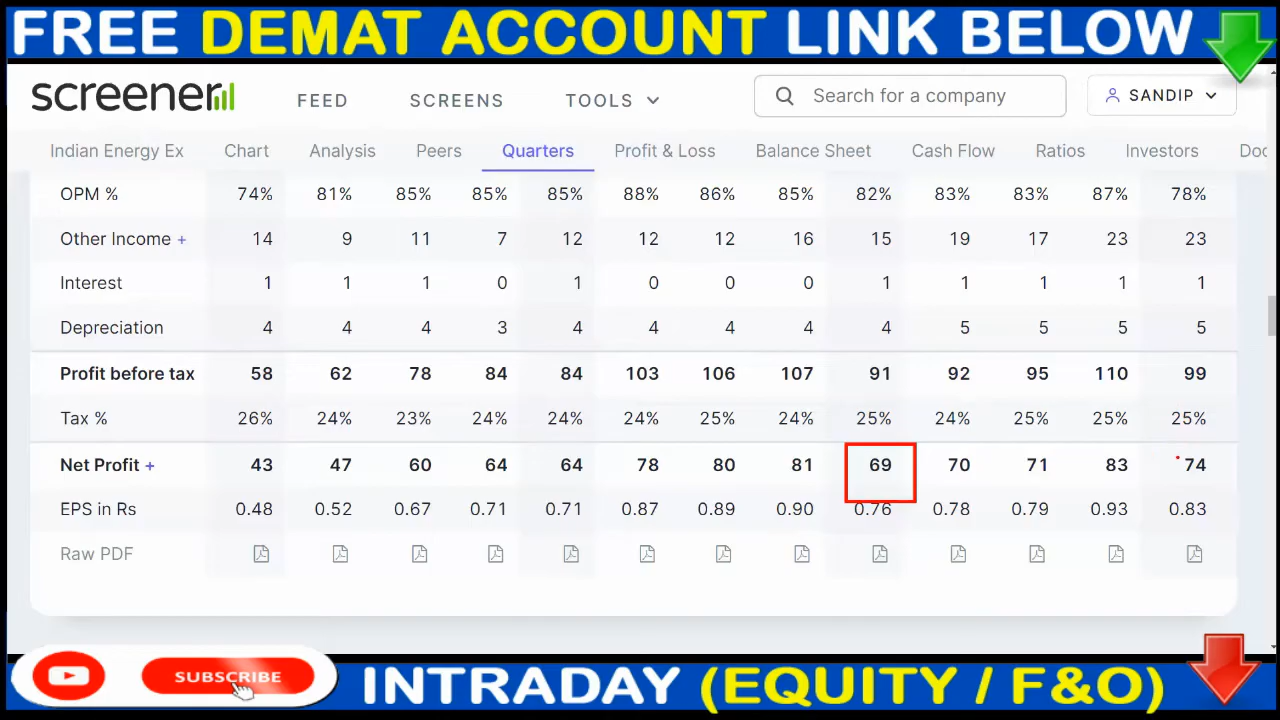 FREE DEMAT ACCOUNT LINK BELOW
screener FEED SCREENS TOOLS Search for a company SANDIP
Indian Energy Ex Chart Analysis Peers Quarters Profit & Loss Balance Sheet Cash Flow Ratios Investors Doc
OPM % 74% 81% 85% 85% 85% 88% 86% 85% 82% 83% 83% 87% 78%
Other Income + 14 9 11 7 12 12 12 16 15 19 17 23 23
Interest 1 1 1 0 1 0 0 0 1 1 1 1 1
Depreciation 4 4 4 3 4 4 4 4 4 5 5 5 5
Profit before tax 58 62 78 84 84 103 106 107 91 92 95 110 99
Tax % 26% 24% 23% 24% 24% 24% 25% 24% 25% 24% 25% 25% 25%
Net Profit + 43 47 60 64 64 78 80 81 69 70 71 83 74
EPS in Rs 0.48 0.52 0.67 0.71 0.71 0.87 0.89 0.90 0.76 0.78 0.79 0.93 0.83
Raw PDF
SUBSCRIBE INTRADAY (EQUITY / F&O)